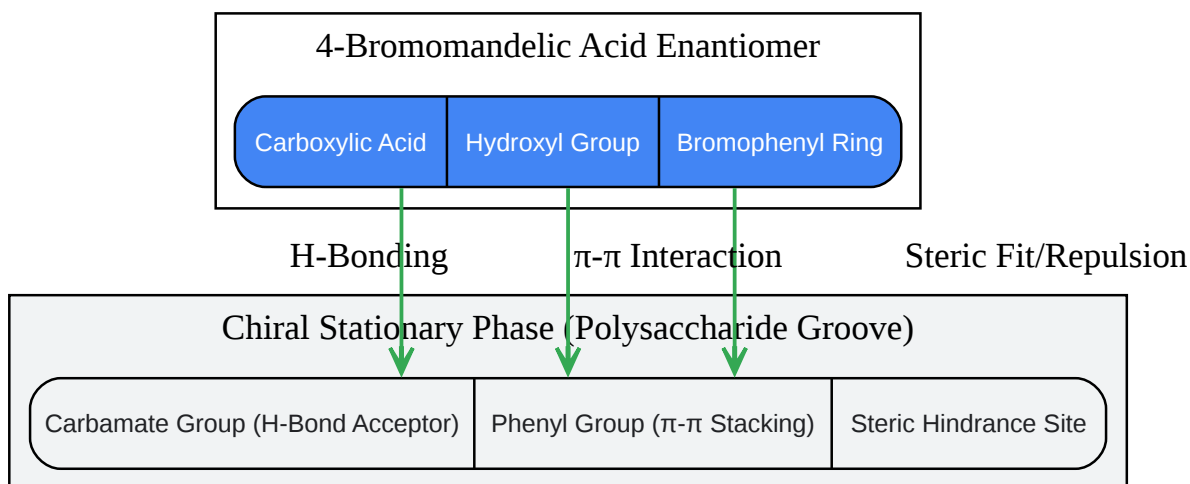 4-Bromomandelic Acid Enantiomer
Carboxylic Acid
Hydroxyl Group
Bromophenyl Ring
H-Bonding
π-π Interaction
Steric Fit/Repulsion
Chiral Stationary Phase (Polysaccharide Groove)
Carbamate Group (H-Bond Acceptor)
Phenyl Group (π-π Stacking)
Steric Hindrance Site